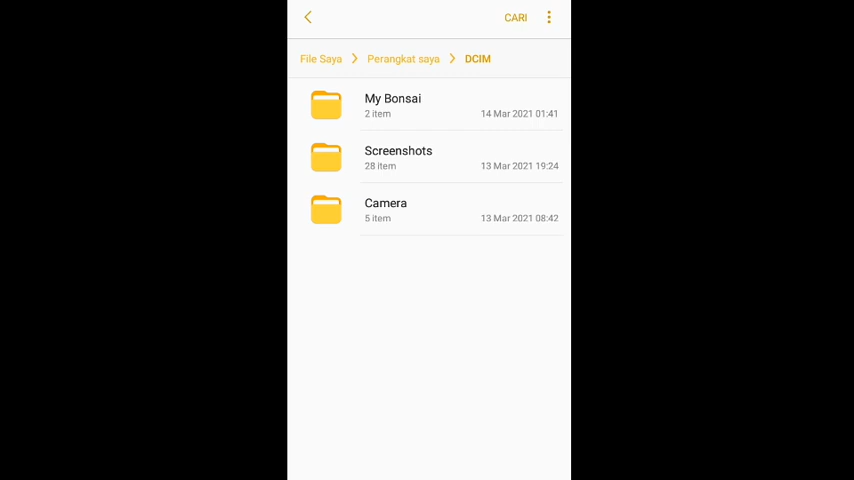 CARI
File Saya > Perangkat saya > DCIM
My Bonsai
2 item 14 Mar 2021 01:41
Screenshots
28 item 13 Mar 2021 19:24
Camera
5 item 13 Mar 2021 08:42